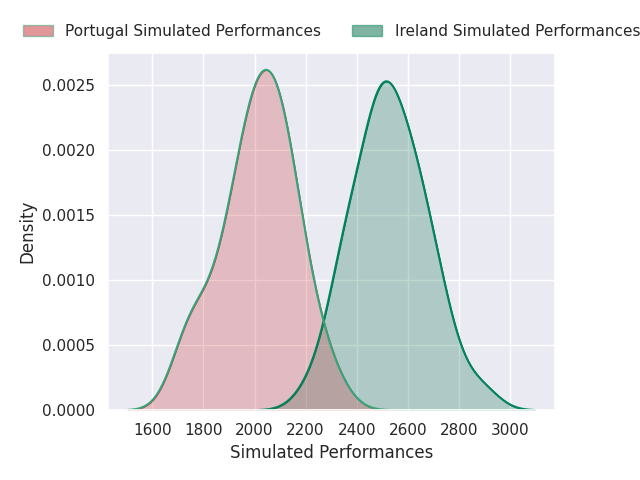 Portugal Simulated Performances Ireland Simulated Performances
0.0025
0.0020
0.0015
0.0010
0.0005
0.0000
Density
1600 1800 2000 2200 2400 2600 2800 3000
Simulated Performances